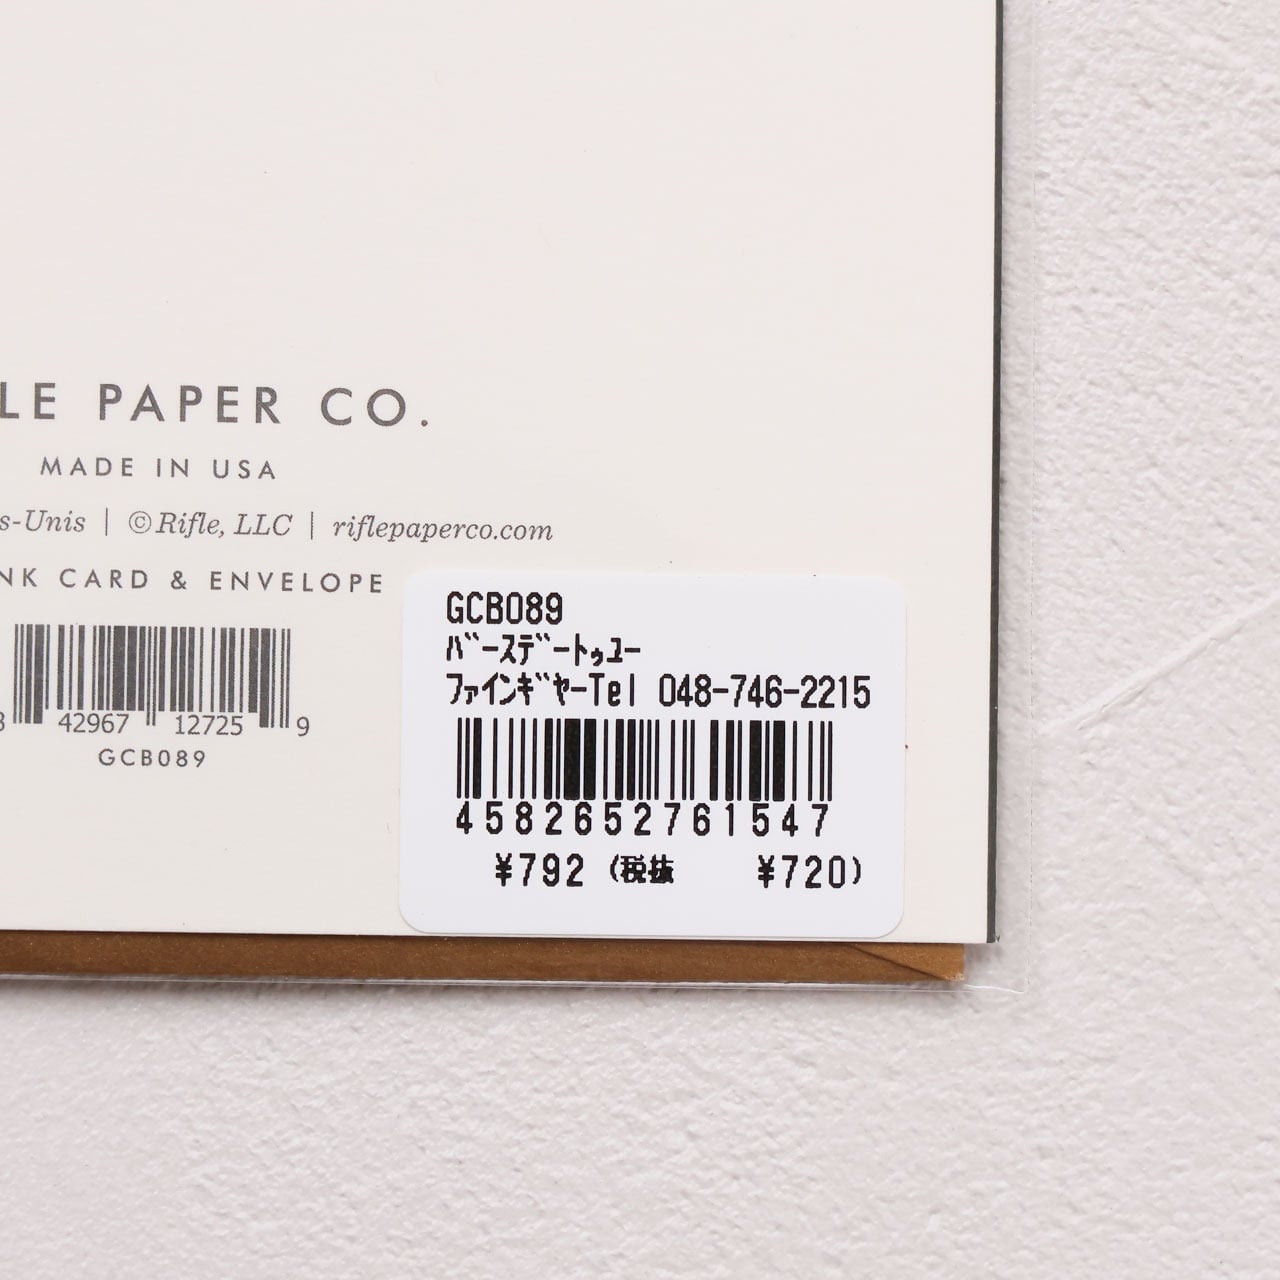 LE PAPER CO.
MADE IN USA
s-Unis | ©Rifle, LLC | riflepaperco.com
NK CARD & ENVELOPE
8 42967 12725 9
GCB089
GCB089
ﾊﾞｰｽﾃﾞｰﾄｩﾕｰ
ﾌｧｲﾝｷﾞﾔｰTel 048-746-2215
4582652761547
¥792 (税抜 ¥720)